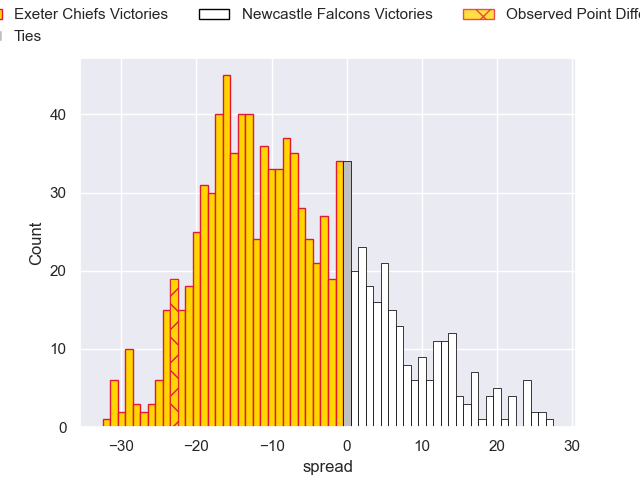 Exeter Chiefs Victories Newcastle Falcons Victories Observed Point
Ties
40
30
20
10
0
Count
−30 −20 −10 0 10 20 30
spread